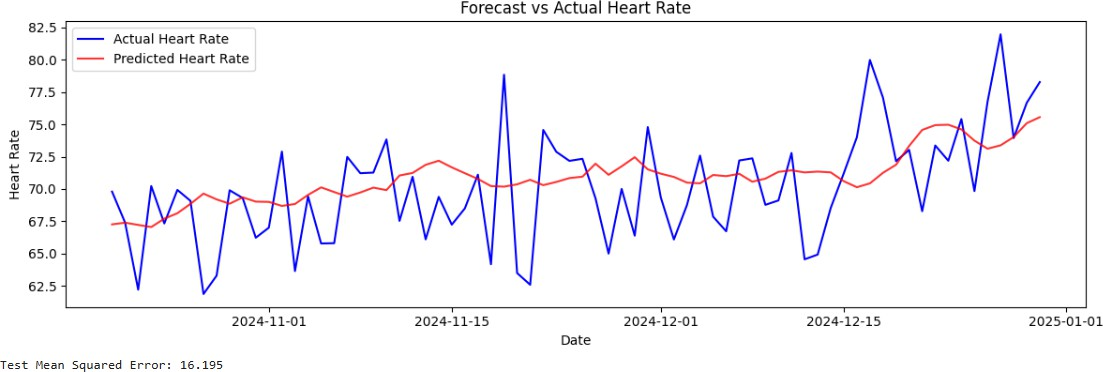 Forecast vs Actual Heart Rate
82.5
80.0
77.5
75.0
72.5
70.0
67.5
65.0
62.5
Heart Rate
Actual Heart Rate
Predicted Heart Rate
2024-11-01
2024-11-15
2024-12-01
2024-12-15
2025-01-01
Date
Test Mean Squared Error: 16.195